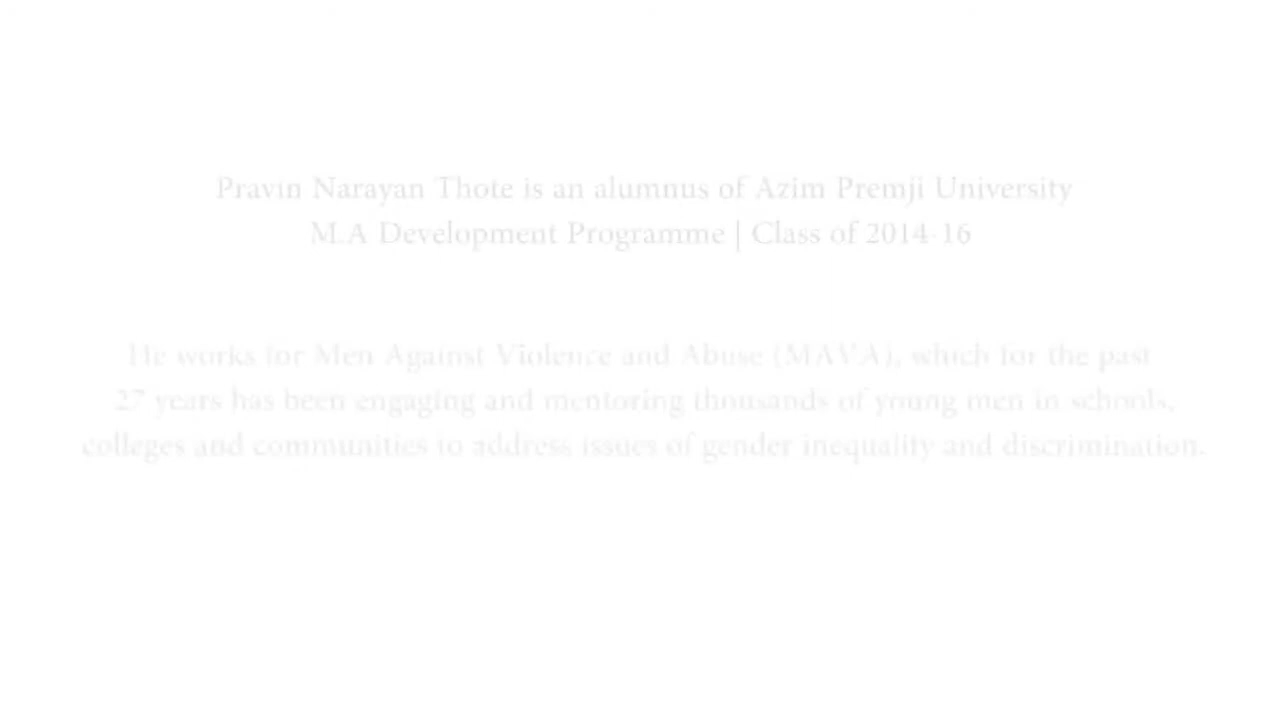 Pravin Narayan Thote is an alumnus of Azim Premji University
M.A Development Programme | Class of 2014-16
He works for Men Against Violence and Abuse (MAVA), which for the past
27 years has been engaging and mentoring thousands of young men in schools,
colleges and communities to address issues of gender inequality and discrimination.